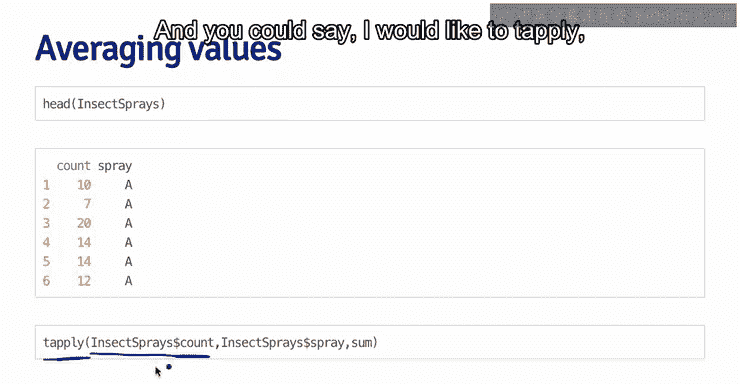 And you could say, I would like to tapply,
Averaging values
head(InsectSprays)
count spray
1 10 A
2 7 A
3 20 A
4 14 A
5 14 A
6 12 A
tapply(InsectSprays$count,InsectSprays$spray,sum)